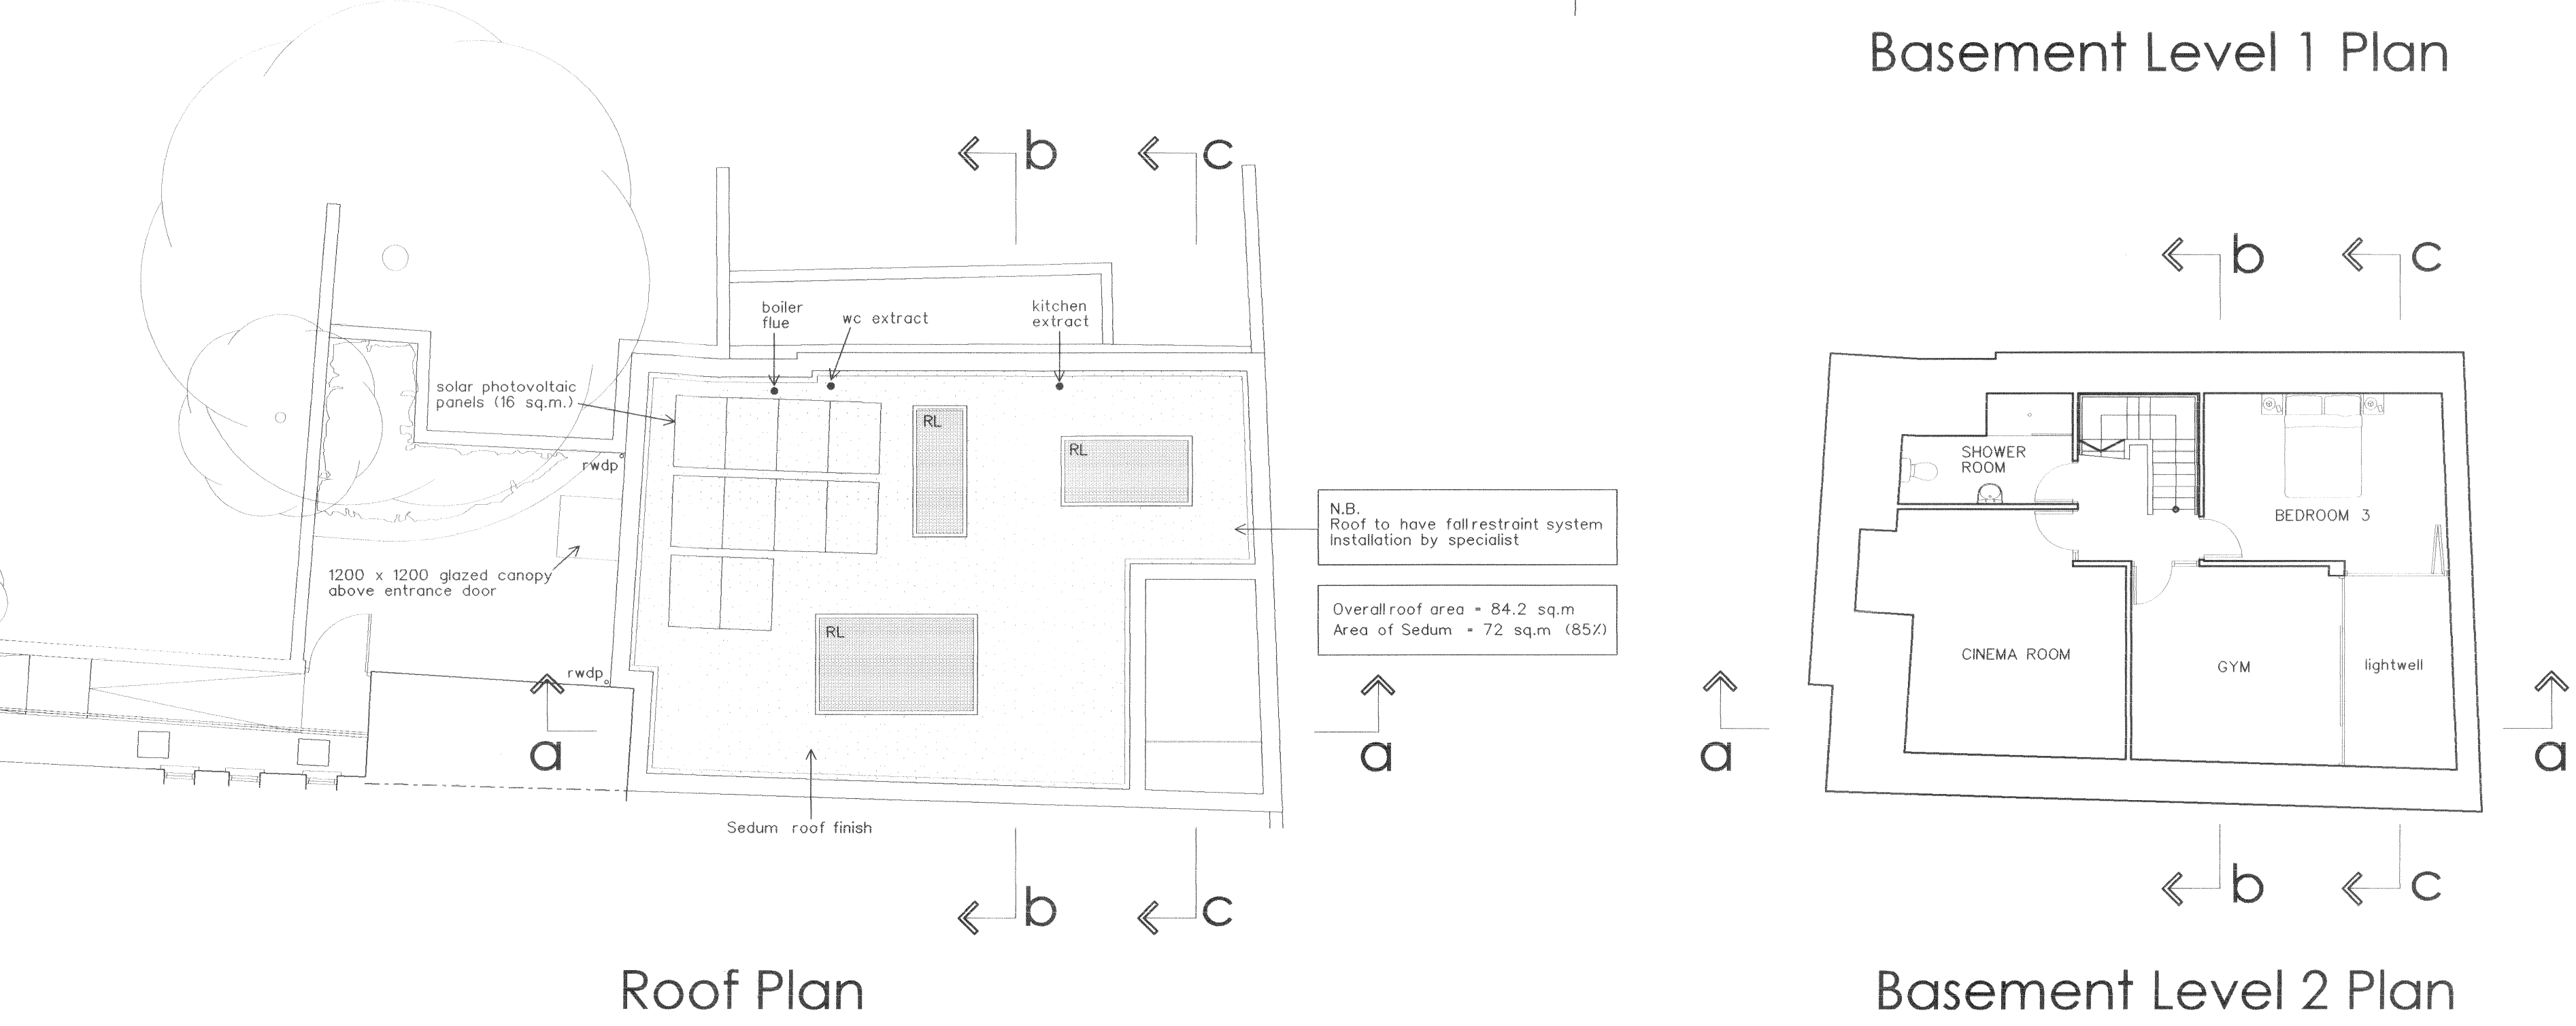 Basement Level 1 Plan
b
c
boiler
flue
wc extract
kitchen
extract
solar photovoltaic
panels (16 sq.m.)
RL
RL
rwdp
1200 x 1200 glazed canopy
above entrance door
RL
rwdp
a
a
N.B.
Roof to have fall restraint system
Installation by specialist
Overall roof area = 84.2 sq.m
Area of Sedum = 72 sq.m (85%)
Sedum roof finish
b
c
Roof Plan
b
c
SHOWER
ROOM
BEDROOM 3
CINEMA ROOM
GYM
lightwell
a
a
b
c
Basement Level 2 Plan